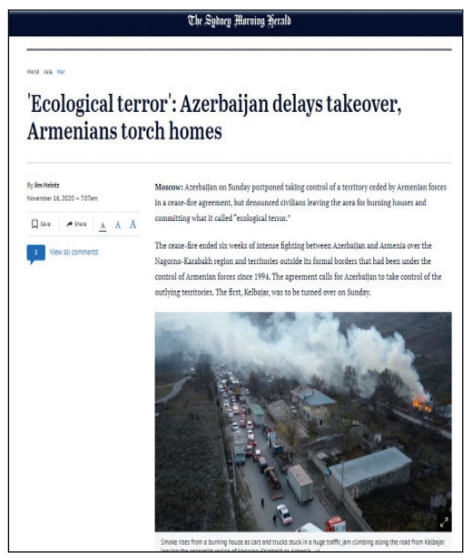 The Sydney Morning Herald
World Asia War
'Ecological terror': Azerbaijan delays takeover,
Armenians torch homes
By Jim Heintz
November 16, 2020 — 7.07am
Save Share A A A
2 View all comments
Moscow: Azerbaijan on Sunday postponed taking control of a territory ceded by Armenian forces
in a cease-fire agreement, but denounced civilians leaving the area for burning houses and
committing what it called "ecological terror."
The cease-fire ended six weeks of intense fighting between Azerbaijan and Armenia over the
Nagorno-Karabakh region and territories outside its formal borders that had been under the
control of Armenian forces since 1994. The agreement calls for Azerbaijan to take control of the
outlying territories. The first, Kelbajar, was to be turned over on Sunday.
Smoke rises from a burning house as cars and trucks stuck in a huge traffic jam climbing along the road from Kalbajar